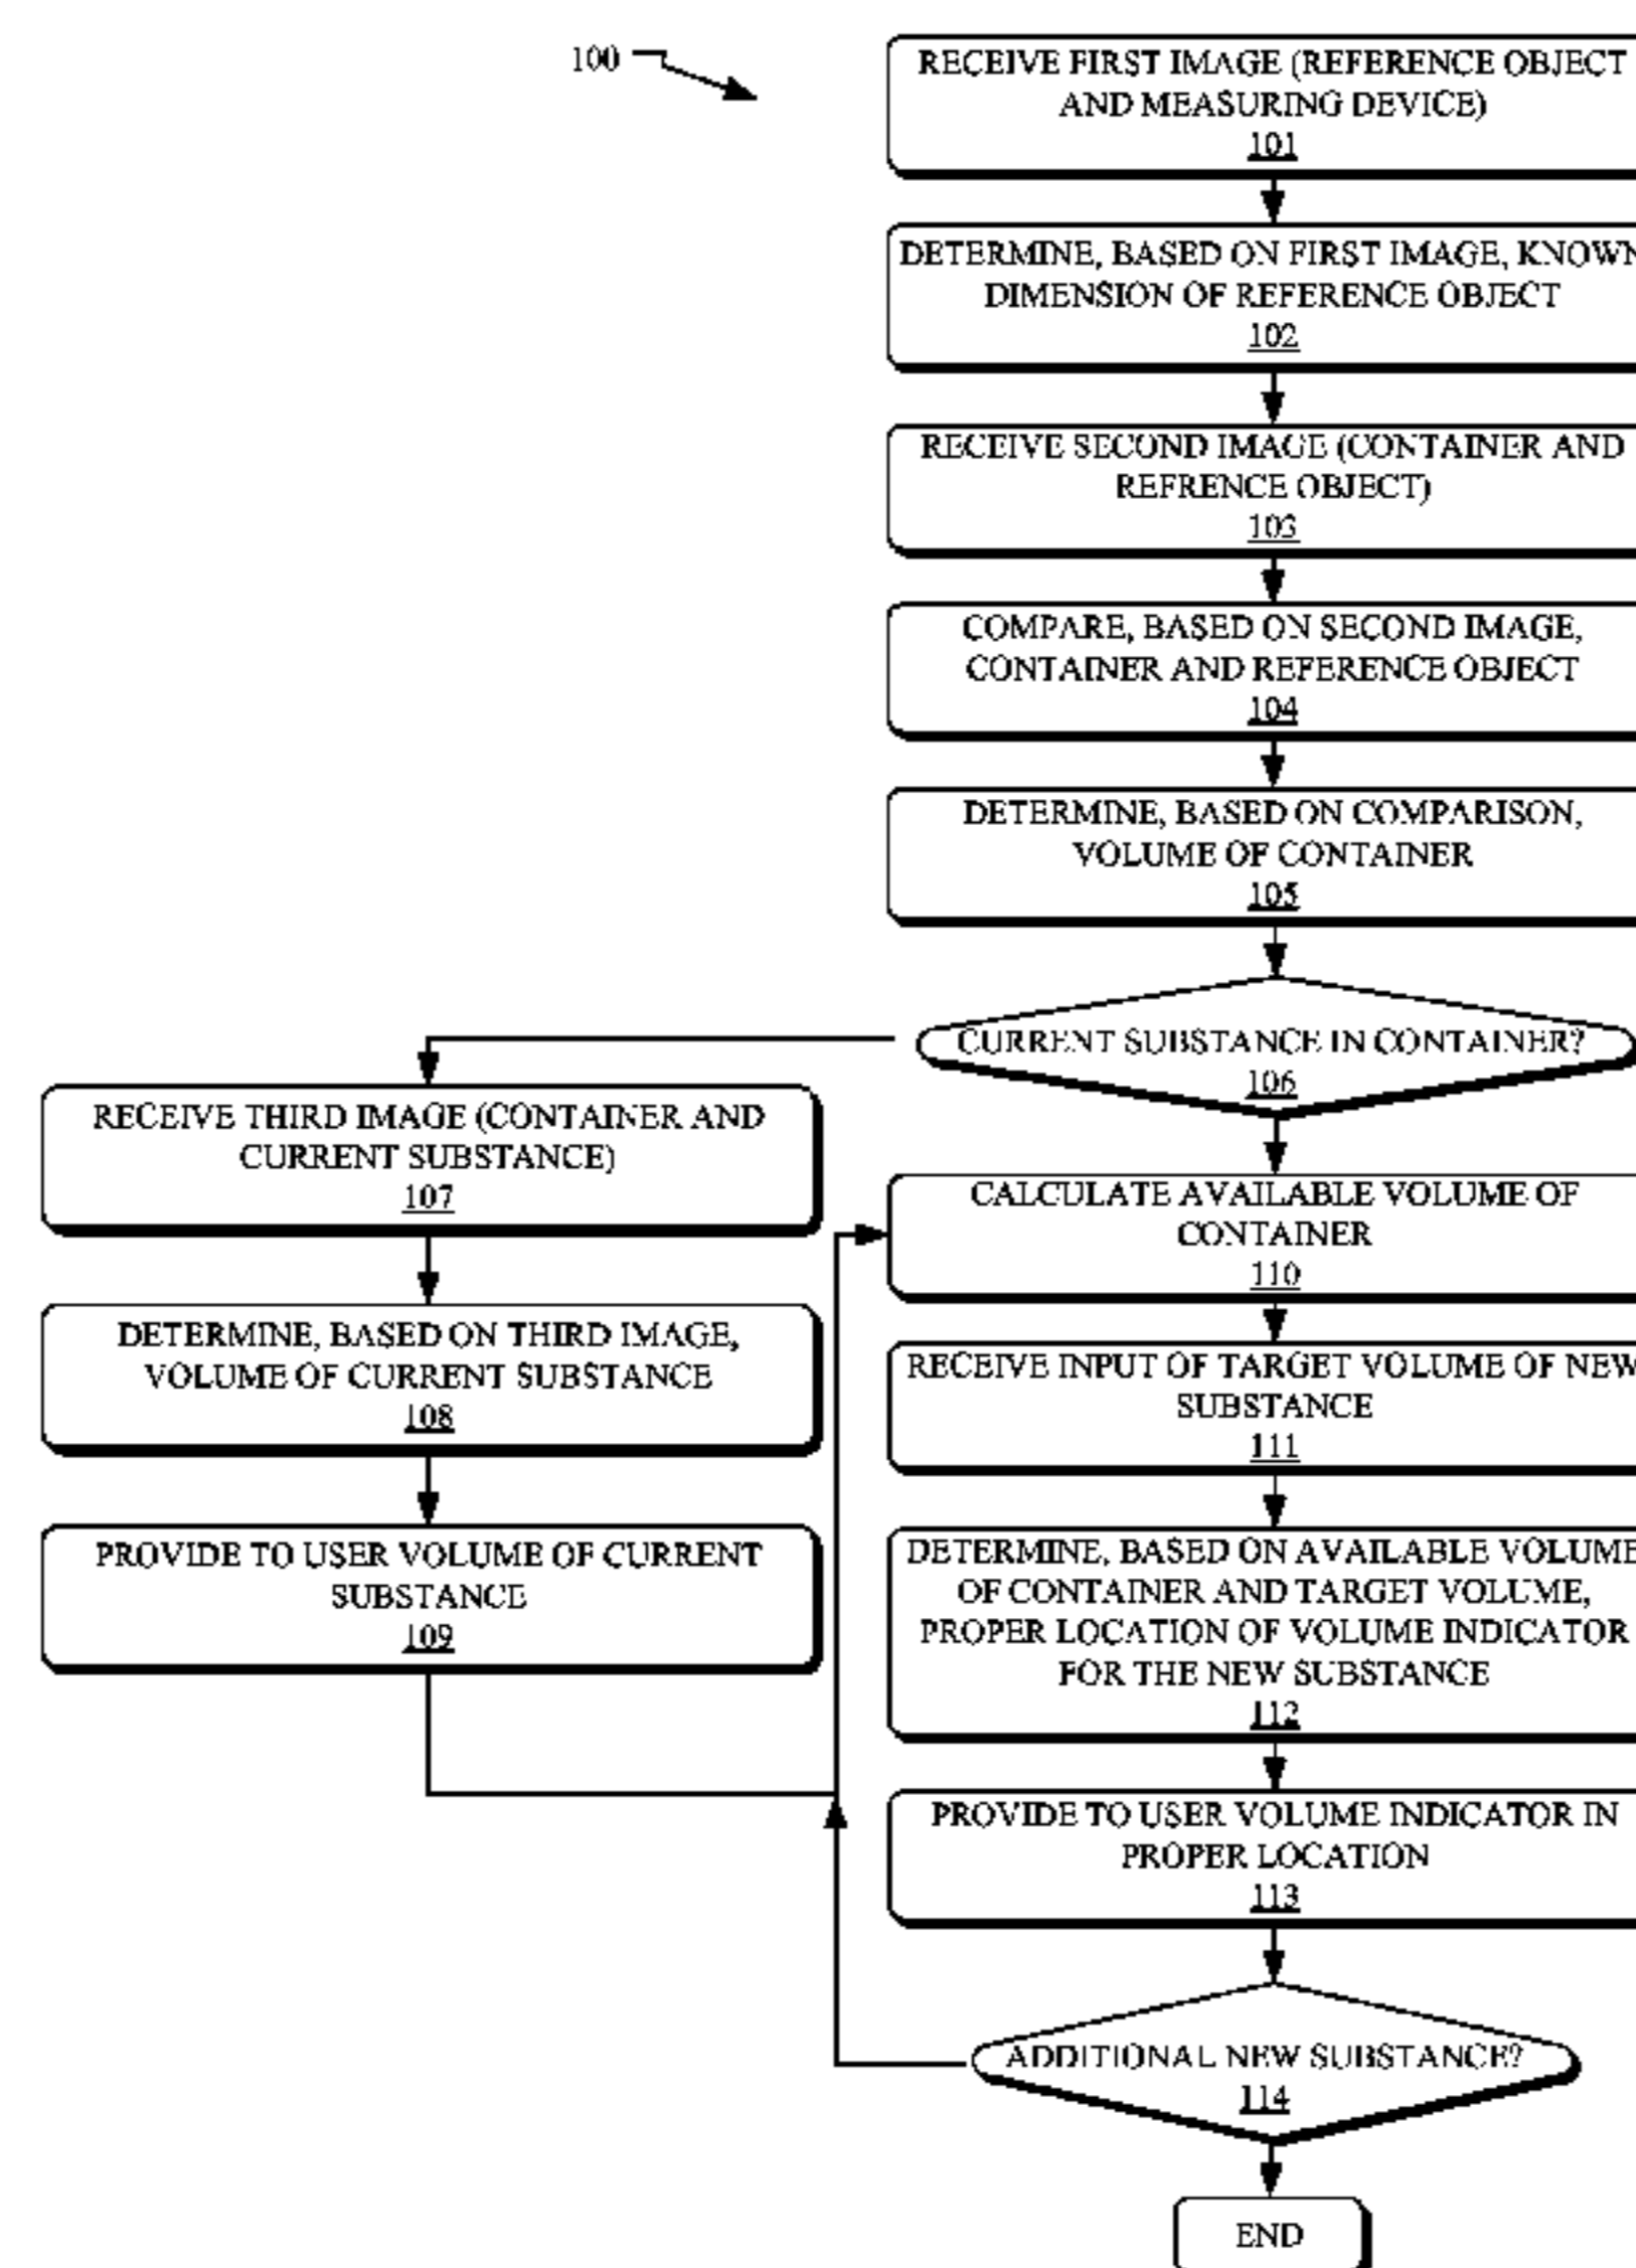 100
RECEIVE FIRST IMAGE (REFERENCE OBJECT
AND MEASURING DEVICE)
101
DETERMINE, BASED ON FIRST IMAGE, KNOWN
DIMENSION OF REFERENCE OBJECT
102
RECEIVE SECOND IMAGE (CONTAINER AND
REFRENCE OBJECT)
103
COMPARE, BASED ON SECOND IMAGE,
CONTAINER AND REFERENCE OBJECT
104
DETERMINE, BASED ON COMPARISON,
VOLUME OF CONTAINER
105
CURRENT SUBSTANCE IN CONTAINER?
106
RECEIVE THIRD IMAGE (CONTAINER AND
CURRENT SUBSTANCE)
107
DETERMINE, BASED ON THIRD IMAGE,
VOLUME OF CURRENT SUBSTANCE
108
PROVIDE TO USER VOLUME OF CURRENT
SUBSTANCE
109
CALCULATE AVAILABLE VOLUME OF
CONTAINER
110
RECEIVE INPUT OF TARGET VOLUME OF NEW
SUBSTANCE
111
DETERMINE, BASED ON AVAILABLE VOLUME
OF CONTAINER AND TARGET VOLUME,
PROPER LOCATION OF VOLUME INDICATOR
FOR THE NEW SUBSTANCE
112
PROVIDE TO USER VOLUME INDICATOR IN
PROPER LOCATION
113
ADDITIONAL NEW SUBSTANCE?
114
END